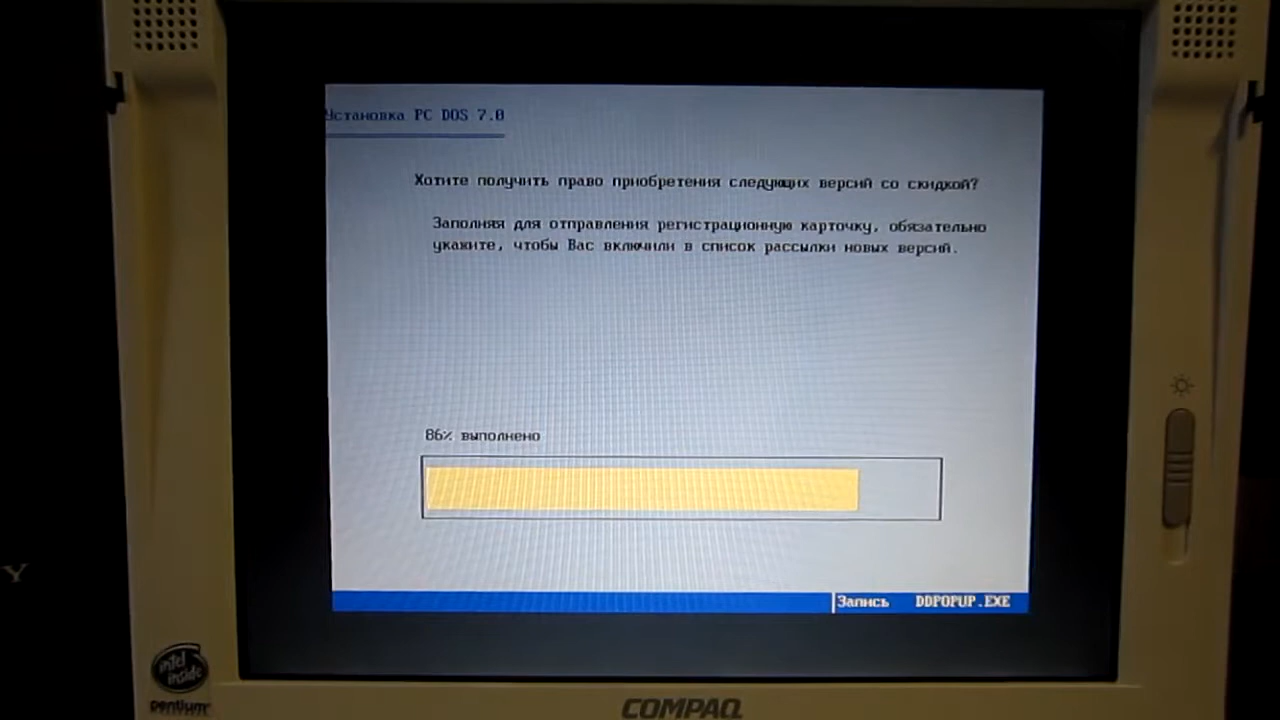 Установка PC DOS 7.0
Хотите получить право приобретения следующих версий со скидкой?
Заполняя для отправления регистрационную карточку, обязательно
укажите, чтобы Вас включили в список рассылки новых версий.
86% выполнено
Запись DDPOPUP.EXE
Y
intel
inside
pentium
COMPAQ